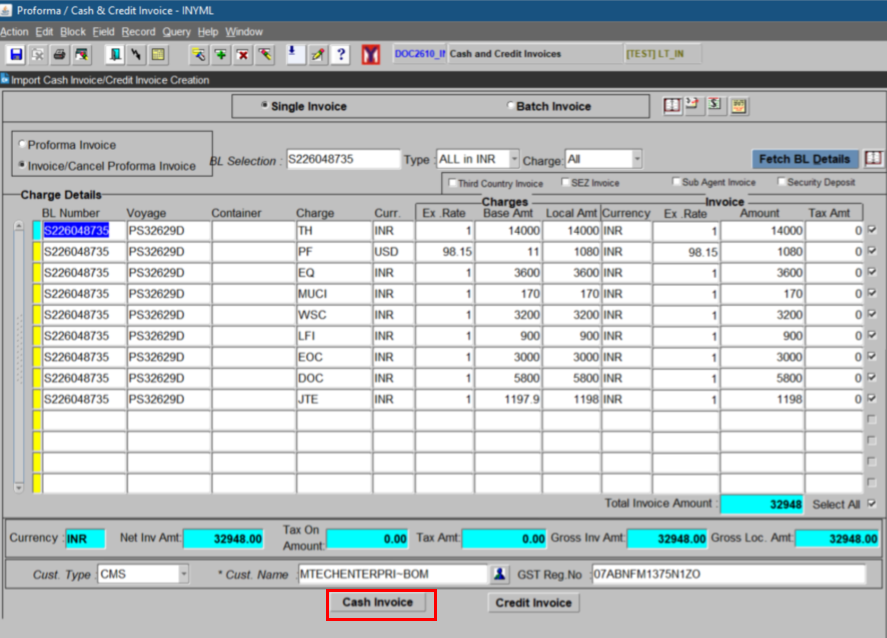 Proforma / Cash & Credit Invoice - INYML
Action Edit Block Field Record Query Help Window
DOC2610_I Cash and Credit Invoices [TEST] LT_IN
Import Cash Invoice/Credit Invoice Creation
Single Invoice Batch Invoice
Proforma Invoice
Invoice/Cancel Proforma Invoice
BL Selection : S226048735 Type : ALL in INR Charge: All Fetch BL Details
Third Country Invoice SEZ Invoice Sub Agent Invoice Security Deposit
Charge Details
Charges Invoice
BL Number Voyage Container Charge Curr. Ex .Rate Base Amt Local Amt Currency Ex .Rate Amount Tax Amt
S226048735 PS32629D TH INR 1 14000 14000 INR 1 14000 0
S226048735 PS32629D PF USD 98.15 11 1080 INR 98.15 1080 0
S226048735 PS32629D EQ INR 1 3600 3600 INR 1 3600 0
S226048735 PS32629D MUCI INR 1 170 170 INR 1 170 0
S226048735 PS32629D WSC INR 1 3200 3200 INR 1 3200 0
S226048735 PS32629D LFI INR 1 900 900 INR 1 900 0
S226048735 PS32629D EOC INR 1 3000 3000 INR 1 3000 0
S226048735 PS32629D DOC INR 1 5800 5800 INR 1 5800 0
S226048735 PS32629D JTE INR 1 1197.9 1198 INR 1 1198 0
Total Invoice Amount : 32948 Select All
Currency : INR Net Inv Amt: 32948.00 Tax On Amount: 0.00 Tax Amt: 0.00 Gross Inv Amt: 32948.00 Gross Loc. Amt: 32948.00
Cust. Type : CMS * Cust. Name : MTECHENTERPRI~BOM GST Reg.No : 07ABNFM1375N1ZO
Cash Invoice Credit Invoice